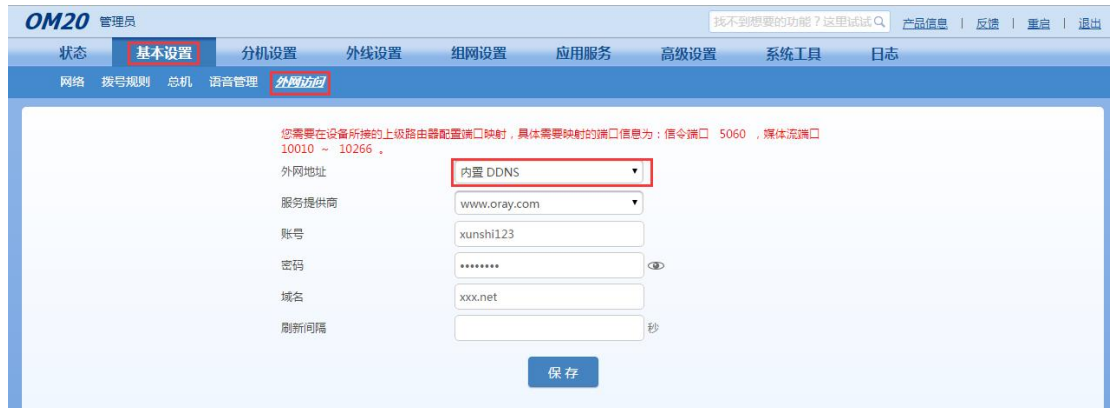 OM20 管理员 找不到想要的功能？这里试试 产品信息 | 反馈 | 重启 | 退出
状态 基本设置 分机设置 外线设置 组网设置 应用服务 高级设置 系统工具 日志
网络 拨号规则 总机 语音管理 外网访问
您需要在设备所接的上级路由器配置端口映射，具体需要映射的端口信息为：信令端口 5060 ，媒体流端口
10010 ~ 10266 。
外网地址 内置 DDNS
服务提供商 www.oray.com
账号 xunshi123
密码 ••••••••
域名 xxx.net
刷新间隔 秒
保存